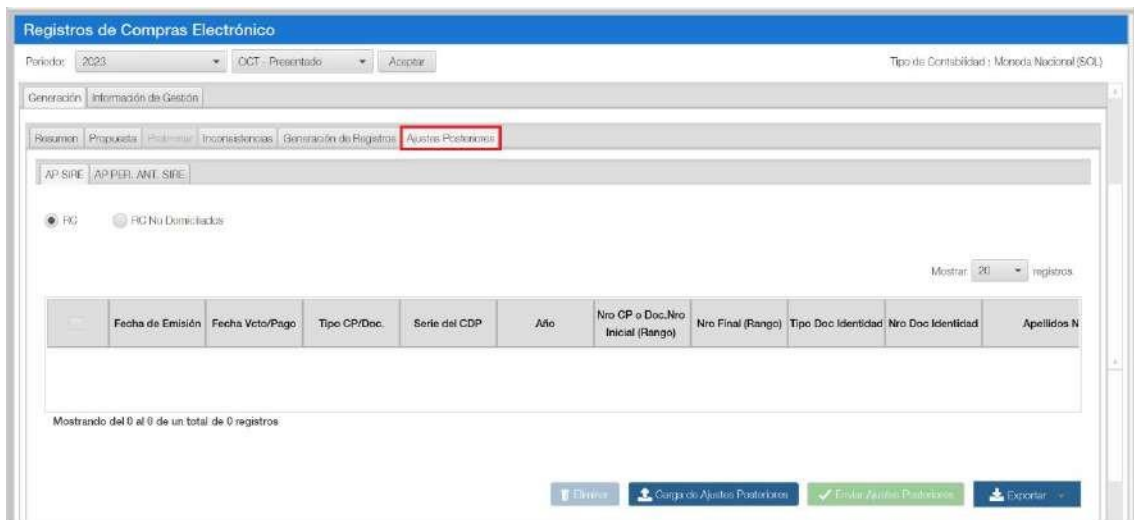 Registros de Compras Electrónico
Periodo: 2023 OCT - Presentado Aceptar Tipo de Contabilidad : Moneda Nacional (SOL)
Generación Información de Gestión
Resumen Propuesta Preliminar Inconsistencias Generación de Registros Ajustes Posteriores
AP SIRE AP PER. ANT. SIRE
RC RC No Domiciliados
Mostrar 20 registros
Fecha de Emisión Fecha Vcto/Pago Tipo CP/Doc. Serie del CDP Año Nro CP o Doc.Nro Inicial (Rango) Nro Final (Rango) Tipo Doc Identidad Nro Doc Identidad Apellidos N
Mostrando del 0 al 0 de un total de 0 registros
Eliminar Carga de Ajustes Posteriores Enviar Ajustes Posteriores Exportar